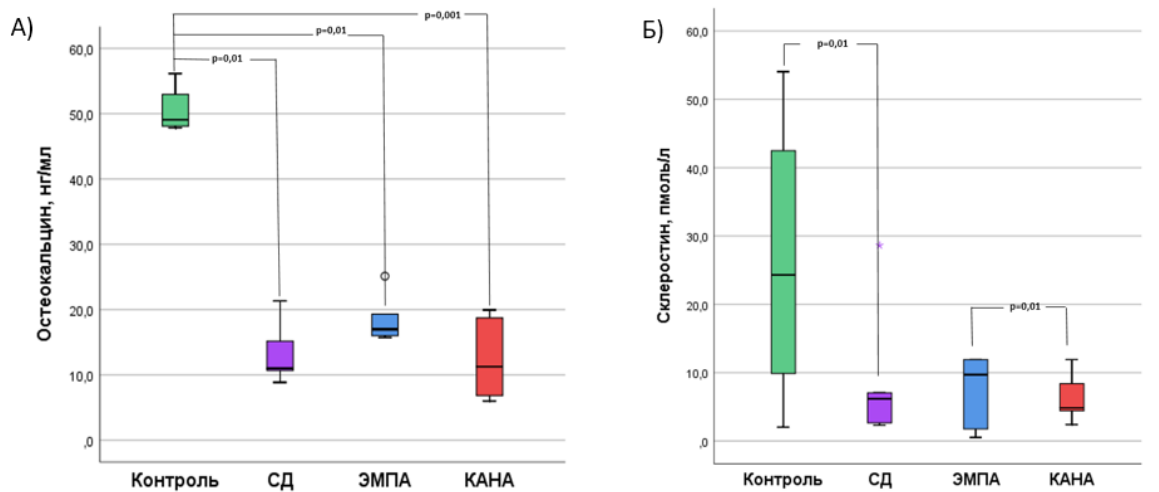 А)
p=0,001
p=0,01
p=0,01
60,0
50,0
40,0
30,0
20,0
10,0
,0
Остеокальцин, нг/мл
Контроль СД ЭМПА КАНА
Б)
p=0,01
p=0,01
60,0
50,0
40,0
30,0
20,0
10,0
,0
Склеростин, пмоль/л
Контроль СД ЭМПА КАНА